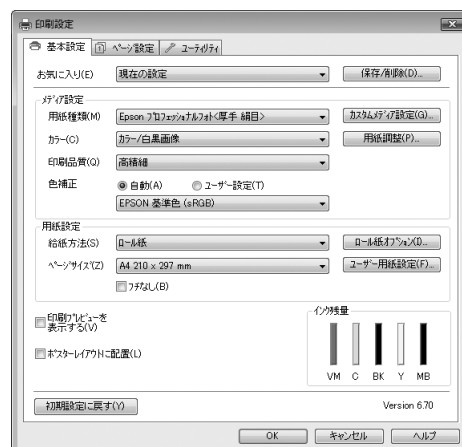 印刷設定
基本設定 ページ設定 ユーティリティ
お気に入り(E) 現在の設定 保存/削除(D)...
メディア設定
用紙種類(M) Epson プロフェッショナルフォト<厚手 絹目> カスタムメディア設定(G)...
カラー(C) カラー/白黒画像 用紙調整(P)...
印刷品質(Q) 高精細
色補正 自動(A) ユーザー設定(T)
EPSON 基準色 (sRGB)
用紙設定
給紙方法(S) ロール紙 ロール紙オプション(O)...
ページサイズ(Z) A4 210 x 297 mm ユーザー用紙設定(F)...
フチなし(B)
印刷プレビューを
表示する(V)
ポスターレイアウトに配置(L)
インク残量
VM C BK Y MB
初期設定に戻す(Y) Version 6.70
OK キャンセル ヘルプ